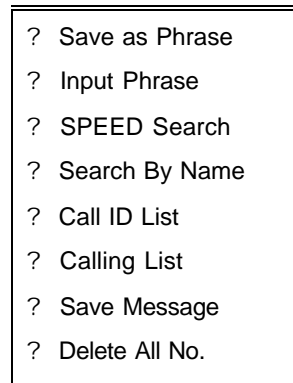 ? Save as Phrase
? Input Phrase
? SPEED Search
? Search By Name
? Call ID List
? Calling List
? Save Message
? Delete All No.